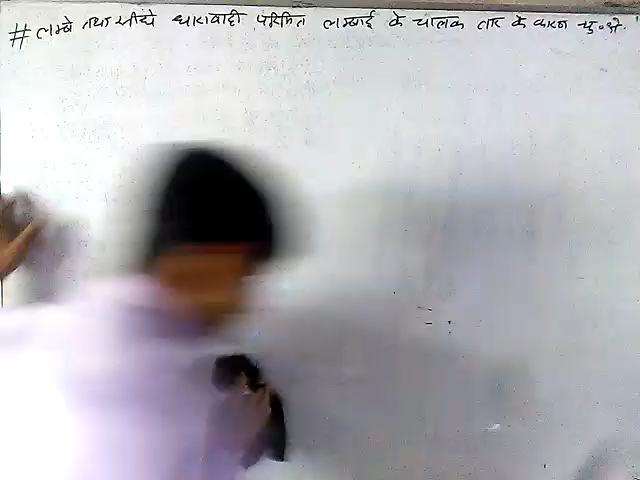 # लम्बे तथा सीधे धारावाही परिमित लम्बाई के चालक तार के कारण चु॰क्षे॰